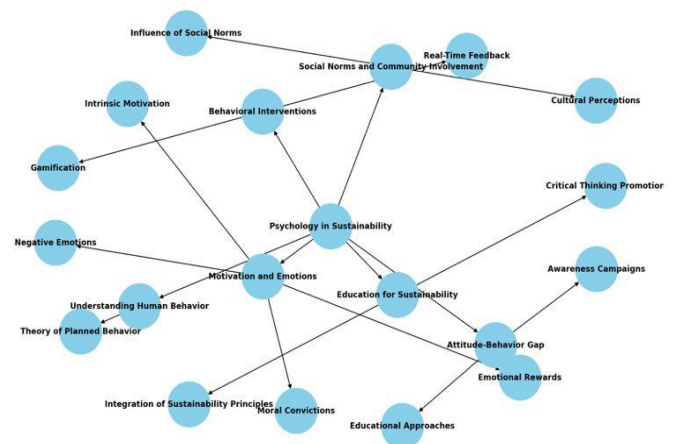 Influence of Social Norms
Real-Time Feedback
Social Norms and Community Involvement
Cultural Perceptions
Intrinsic Motivation
Behavioral Interventions
Gamification
Critical Thinking Promotion
Psychology in Sustainability
Negative Emotions
Awareness Campaigns
Motivation and Emotions
Education for Sustainability
Understanding Human Behavior
Theory of Planned Behavior
Attitude-Behavior Gap
Emotional Rewards
Integration of Sustainability Principles
Moral Convictions
Educational Approaches